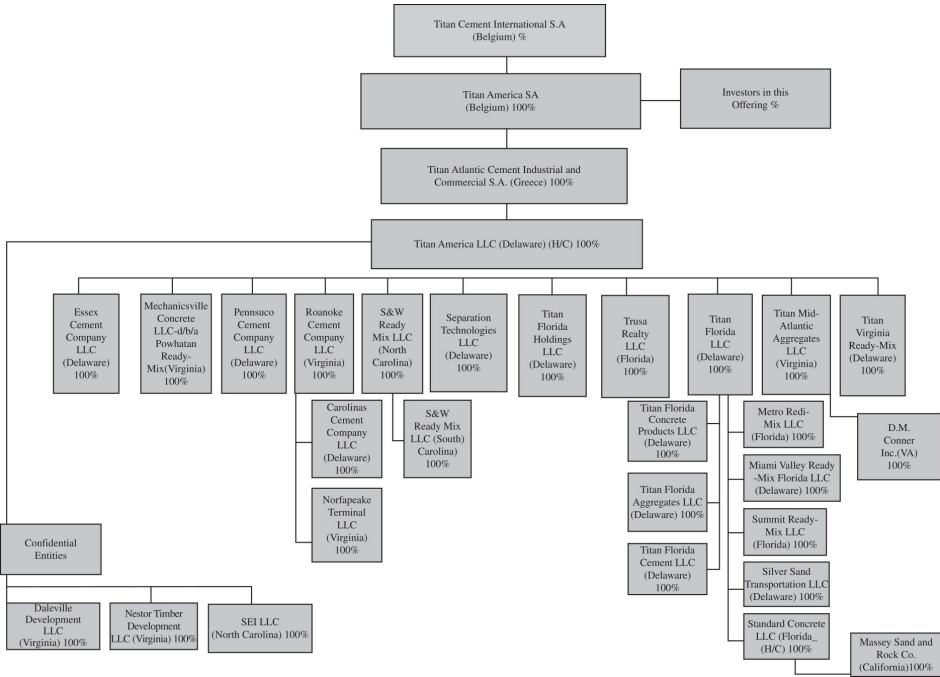 Titan Cement International S.A
(Belgium) %
Titan America SA
(Belgium) 100%
Investors in this
Offering %
Titan Atlantic Cement Industrial and
Commercial S.A. (Greece) 100%
Titan America LLC (Delaware) (H/C) 100%
Essex
Cement
Company
LLC
(Delaware)
100%
Mechanicsville
Concrete
LLC-d/b/a
Powhatan
Ready-
Mix(Virginia)
100%
Pennsuco
Cement
Company
LLC
(Delaware)
100%
Roanoke
Cement
Company
LLC
(Virginia)
100%
S&W
Ready
Mix LLC
(North
Carolina)
100%
Separation
Technologies
LLC
(Delaware)
100%
Titan
Florida
Holdings
LLC
(Delaware)
100%
Trusa
Realty
LLC
(Florida)
100%
Titan
Florida
LLC
(Delaware)
100%
Titan Mid-
Atlantic
Aggregates
LLC
(Virginia)
100%
Titan
Virginia
Ready-Mix
(Delaware)
100%
Carolinas
Cement
Company
LLC
(Delaware)
100%
S&W
Ready Mix
LLC (South)
Carolina)
100%
Titan Florida
Concrete
Products LLC
(Delaware)
100%
Metro Redi-
Mix LLC
(Florida) 100%
D.M.
Conner
Inc.(VA)
100%
Miami Valley Ready
-Mix Florida LLC
(Delaware) 100%
Norfapeake
Terminal
LLC
(Virginia)
100%
Titan Florida
Aggregates LLC
(Delaware) 100%
Summit Ready-
Mix LLC
(Florida) 100%
Confidential
Entities
Titan Florida
Cement LLC
(Delaware)
100%
Silver Sand
Transportation LLC
(Delaware) 100%
Daleville
Development
LLC
(Virginia) 100%
Nestor Timber
Development
LLC (Virginia) 100%
SEI LLC
(North Carolina) 100%
Standard Concrete
LLC (Florida_
(H/C) 100%
Massey Sand and
Rock Co.
(California)100%